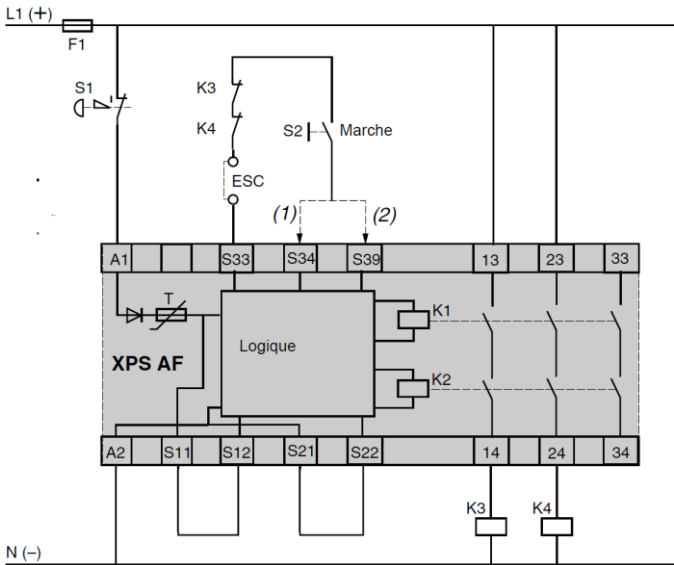 L1 (+)
F1
S1
K3
K4
S2
Marche
ESC
(1)
(2)
A1
S33
S34
S39
13
23
33
T
K1
Logique
XPS AF
K2
A2
S11
S12
S21
S22
14
24
34
K3
K4
N (–)